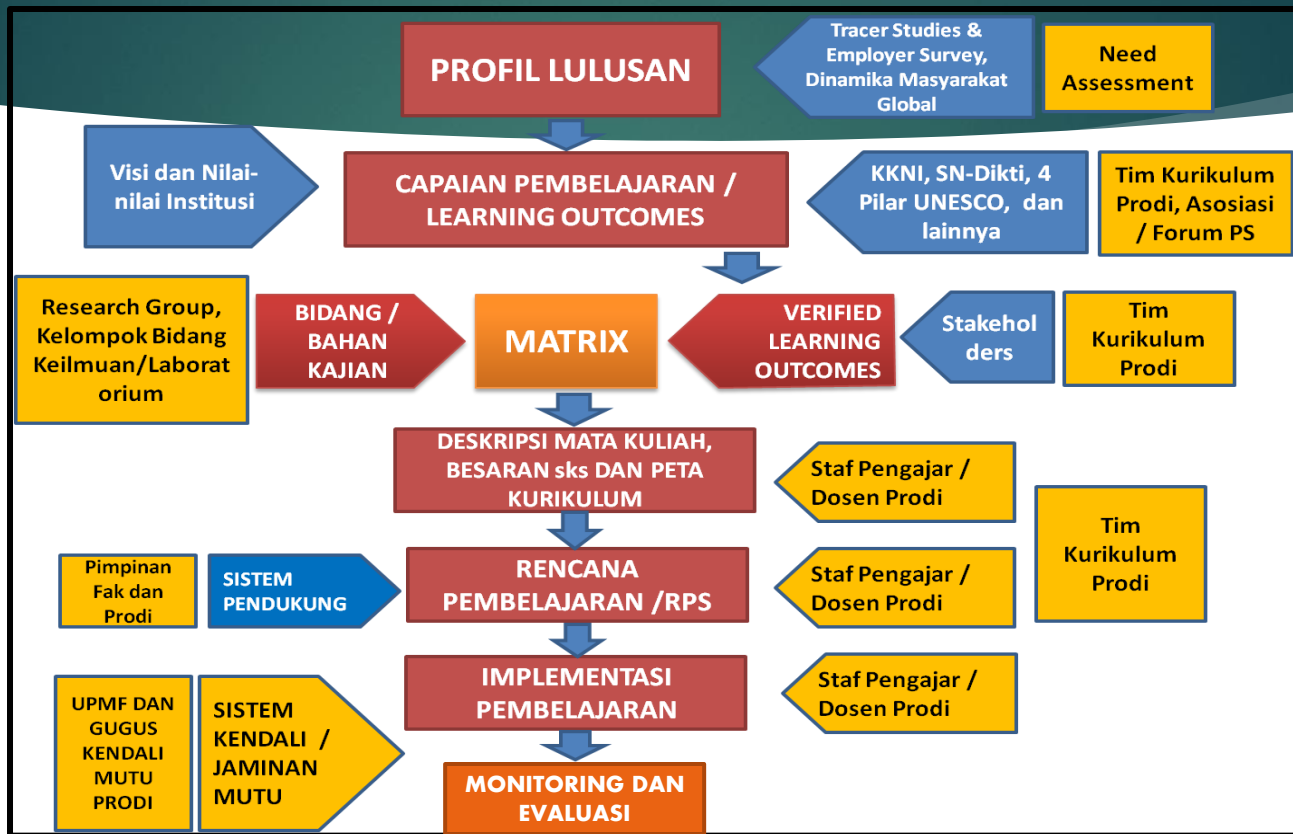 PROFIL LULUSAN
Tracer Studies &
Employer Survey,
Dinamika Masyarakat
Global
Need
Assessment
Visi dan Nilai-
nilai Institusi
CAPAIAN PEMBELAJARAN /
LEARNING OUTCOMES
KKNI, SN-Dikti, 4
Pilar UNESCO, dan
lainnya
Tim Kurikulum
Prodi, Asosiasi
/ Forum PS
Research Group,
Kelompok Bidang
Keilmuan/Laborat
orium
BIDANG /
BAHAN
KAJIAN
MATRIX
VERIFIED
LEARNING
OUTCOMES
Stakehol
ders
Tim
Kurikulum
Prodi
DESKRIPSI MATA KULIAH,
BESARAN sks DAN PETA
KURIKULUM
Staf Pengajar /
Dosen Prodi
Tim
Kurikulum
Prodi
Pimpinan
Fak dan
Prodi
SISTEM
PENDUKUNG
RENCANA
PEMBELAJARAN /RPS
Staf Pengajar /
Dosen Prodi
IMPLEMENTASI
PEMBELAJARAN
Staf Pengajar /
Dosen Prodi
UPMF DAN
GUGUS
KENDALI
MUTU
PRODI
SISTEM
KENDALI /
JAMINAN
MUTU
MONITORING DAN
EVALUASI